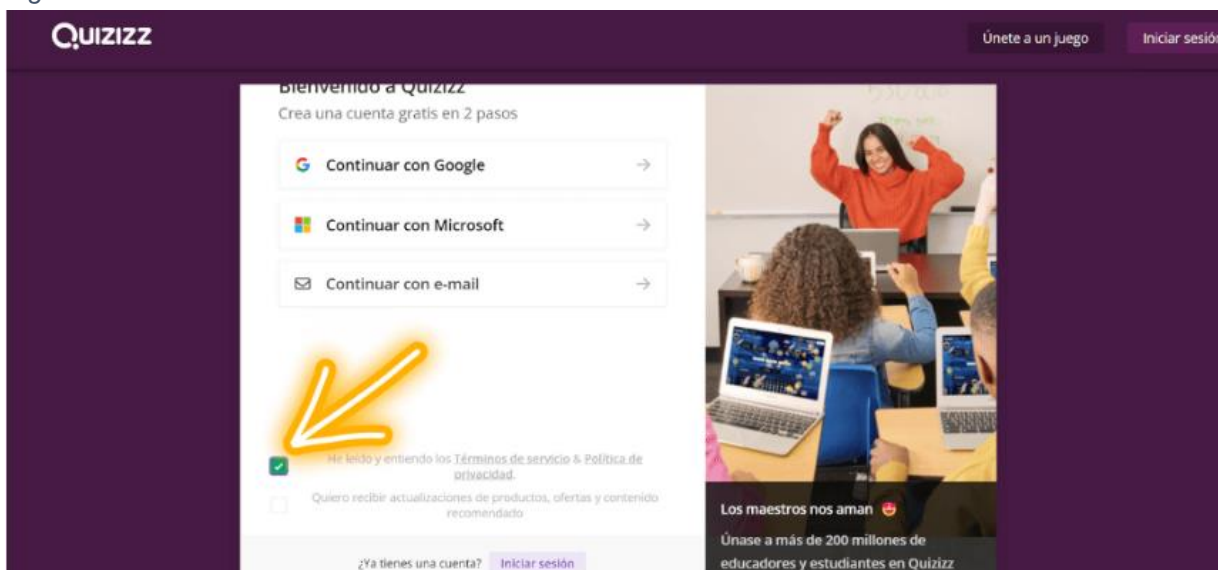 Quizizz
Únete a un juego
Iniciar sesión
Bienvenido a Quizizz
Crea una cuenta gratis en 2 pasos
Continuar con Google
Continuar con Microsoft
Continuar con e-mail
He leído y entiendo los Términos de servicio & Política de
privacidad.
Quiero recibir actualizaciones de productos, ofertas y contenido
recomendado
¿Ya tienes una cuenta? Iniciar sesión
Los maestros nos aman
Únase a más de 200 millones de
educadores y estudiantes en Quizizz